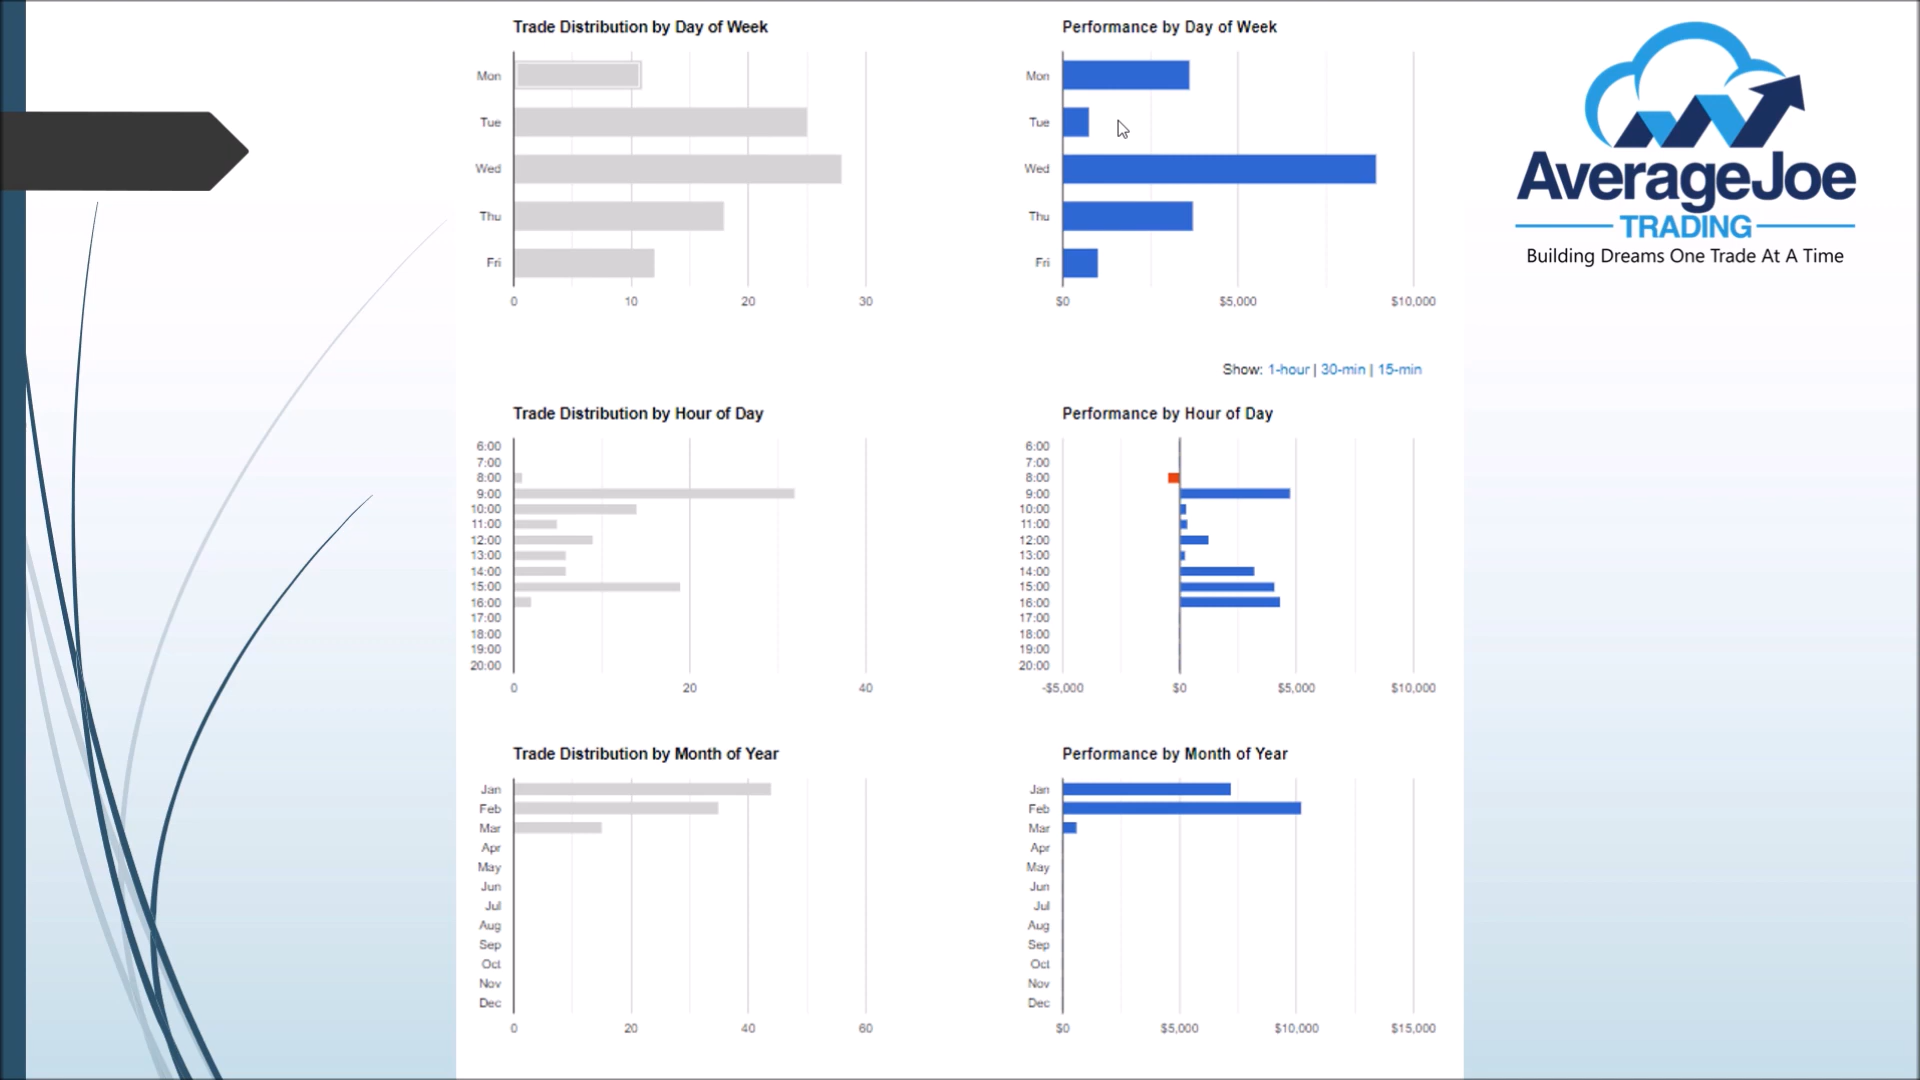 Trade Distribution by Day of Week
Mon
Tue
Wed
Thu
Fri
0 10 20 30
Performance by Day of Week
Mon
Tue
Wed
Thu
Fri
$0 $5,000 $10,000
AverageJoe
TRADING
Building Dreams One Trade At A Time
Show: 1-hour | 30-min | 15-min
Trade Distribution by Hour of Day
6:00
7:00
8:00
9:00
10:00
11:00
12:00
13:00
14:00
15:00
16:00
17:00
18:00
19:00
20:00
0 20 40
Performance by Hour of Day
6:00
7:00
8:00
9:00
10:00
11:00
12:00
13:00
14:00
15:00
16:00
17:00
18:00
19:00
20:00
-$5,000 $0 $5,000 $10,000
Trade Distribution by Month of Year
Jan
Feb
Mar
Apr
May
Jun
Jul
Aug
Sep
Oct
Nov
Dec
0 20 40 60
Performance by Month of Year
Jan
Feb
Mar
Apr
May
Jun
Jul
Aug
Sep
Oct
Nov
Dec
$0 $5,000 $10,000 $15,000